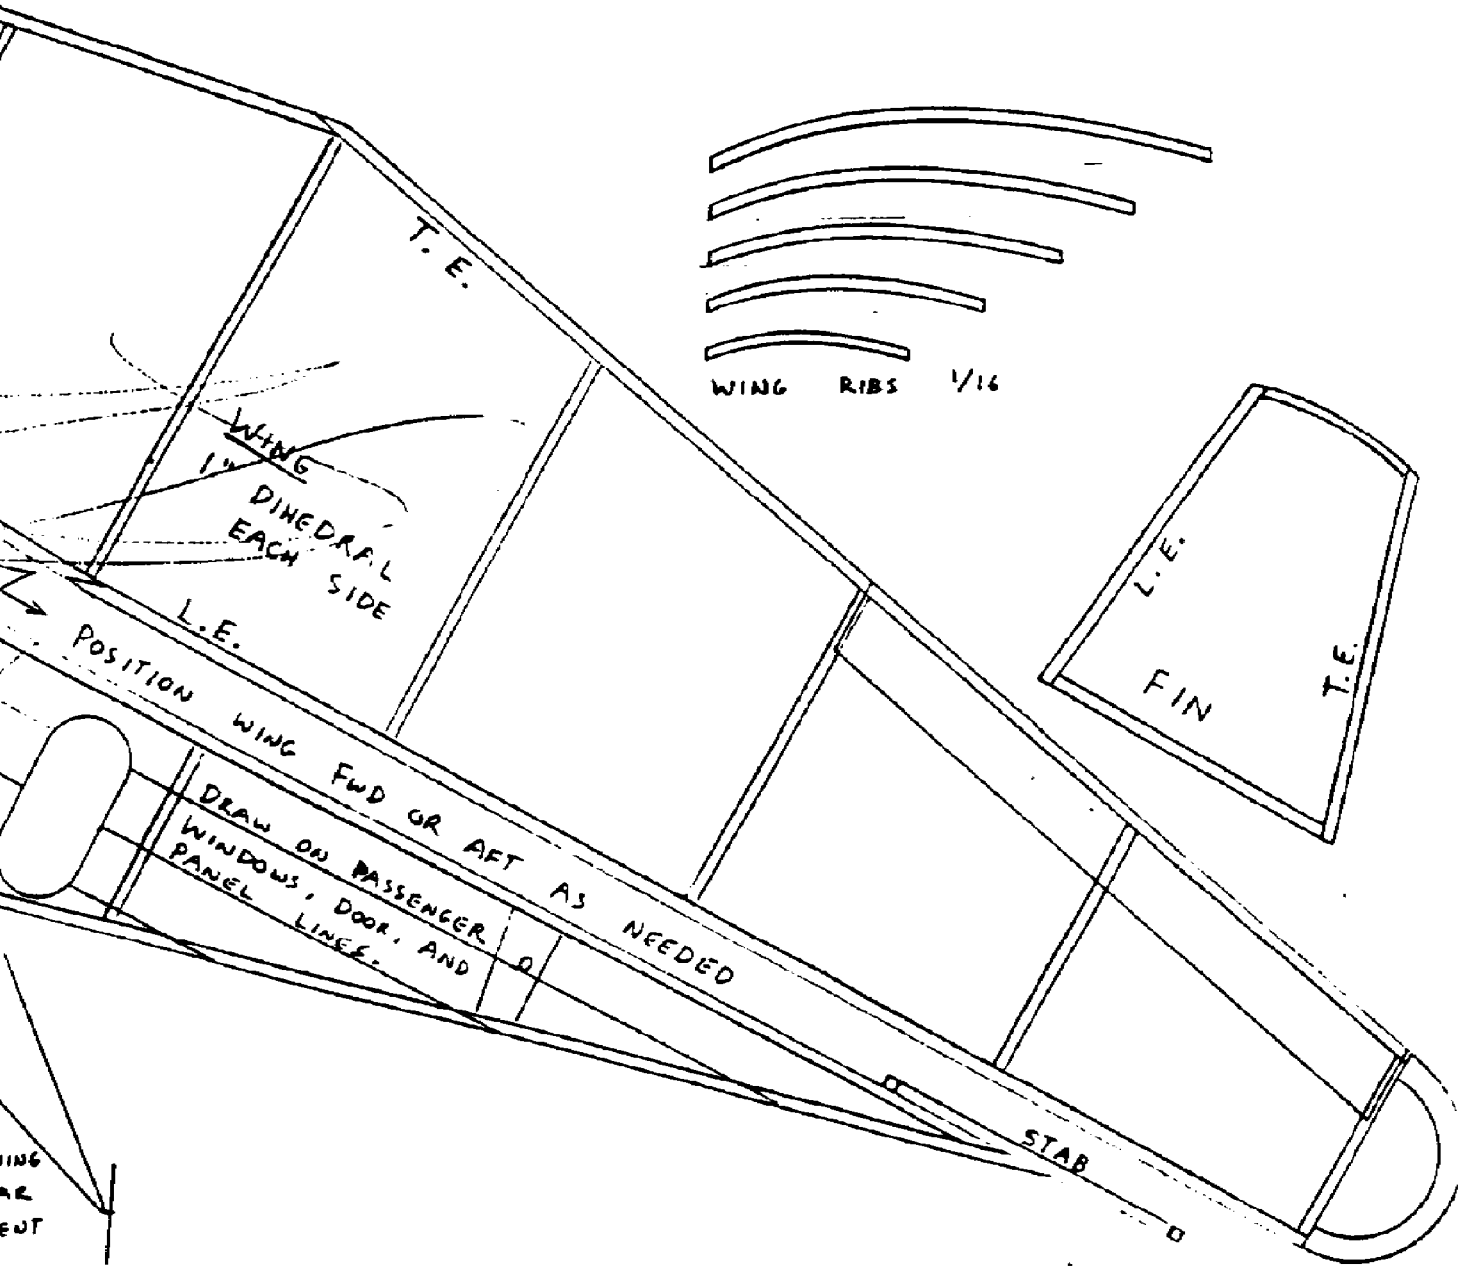 T. E.
WING RIBS 1/16
WING
1"
DIHEDRAL
EACH SIDE
L.E.
L.E.
T.E.
FIN
POSITION WING FWD OR AFT AS NEEDED
DRAW ON PASSENGER
WINDOWS, DOOR, AND
PANEL LINES.
STAB